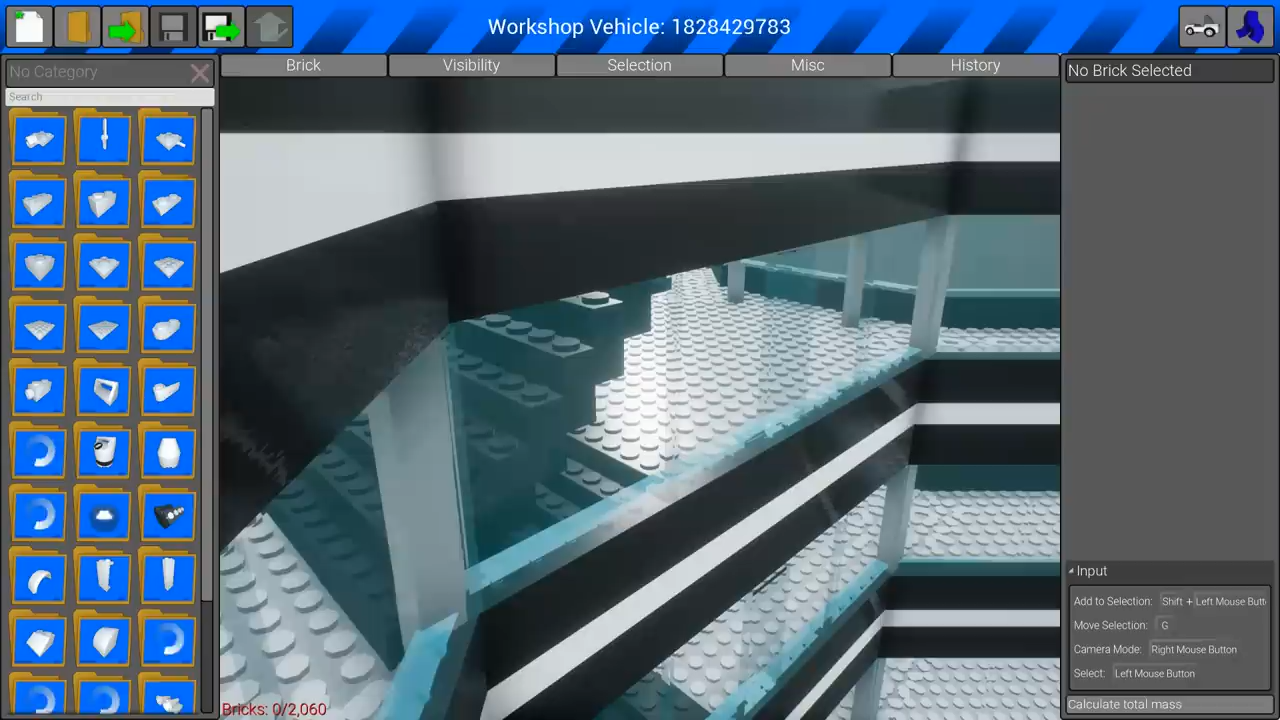 Workshop Vehicle: 1828429783
No Category
Search
Brick
Visibility
Selection
Misc
History
No Brick Selected
Bricks: 0/2,060
Input
Add to Selection: Shift + Left Mouse Butt
Move Selection: G
Camera Mode: Right Mouse Button
Select: Left Mouse Button
Calculate total mass